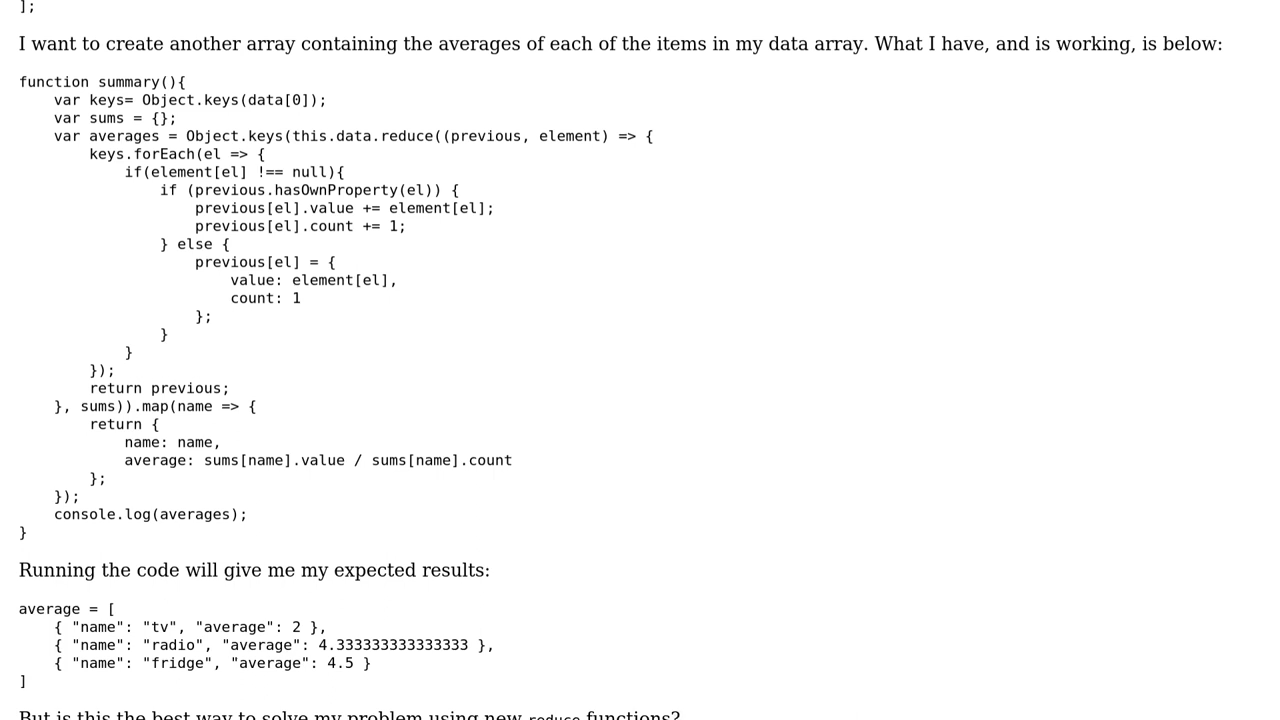 ];
I want to create another array containing the averages of each of the items in my data array. What I have, and is working, is below:
function summary(){
    var keys= Object.keys(data[0]);
    var sums = {};
    var averages = Object.keys(this.data.reduce((previous, element) => {
        keys.forEach(el => {
            if(element[el] !== null){
                if (previous.hasOwnProperty(el)) {
                    previous[el].value += element[el];
                    previous[el].count += 1;
                } else {
                    previous[el] = {
                        value: element[el],
                        count: 1
                    };
                }
            }
        });
        return previous;
    }, sums)).map(name => {
        return {
            name: name,
            average: sums[name].value / sums[name].count
        };
    });
    console.log(averages);
}
Running the code will give me my expected results:
average = [
    { "name": "tv", "average": 2 },
    { "name": "radio", "average": 4.333333333333333 },
    { "name": "fridge", "average": 4.5 }
]
But is this the best way to solve my problem using new reduce functions?